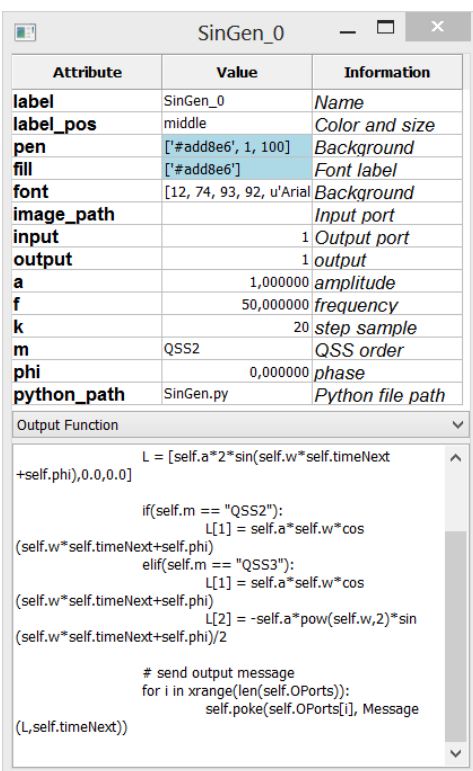 SinGen_0
Attribute Value Information
label SinGen_0 Name
label_pos middle Color and size
pen ['#add8e6', 1, 100] Background
fill ['#add8e6'] Font label
font [12, 74, 93, 92, u'Arial Background
image_path Input port
input 1 Output port
output 1 output
a 1,000000 amplitude
f 50,000000 frequency
k 20 step sample
m QSS2 QSS order
phi 0,000000 phase
python_path SinGen.py Python file path
Output Function
L = [self.a*2*sin(self.w*self.timeNext
+self.phi),0.0,0.0]
if(self.m == "QSS2"):
L[1] = self.a*self.w*cos
(self.w*self.timeNext+self.phi)
elif(self.m == "QSS3"):
L[1] = self.a*self.w*cos
(self.w*self.timeNext+self.phi)
L[2] = -self.a*pow(self.w,2)*sin
(self.w*self.timeNext+self.phi)/2
# send output message
for i in xrange(len(self.OPorts)):
self.poke(self.OPorts[i], Message
(L,self.timeNext))